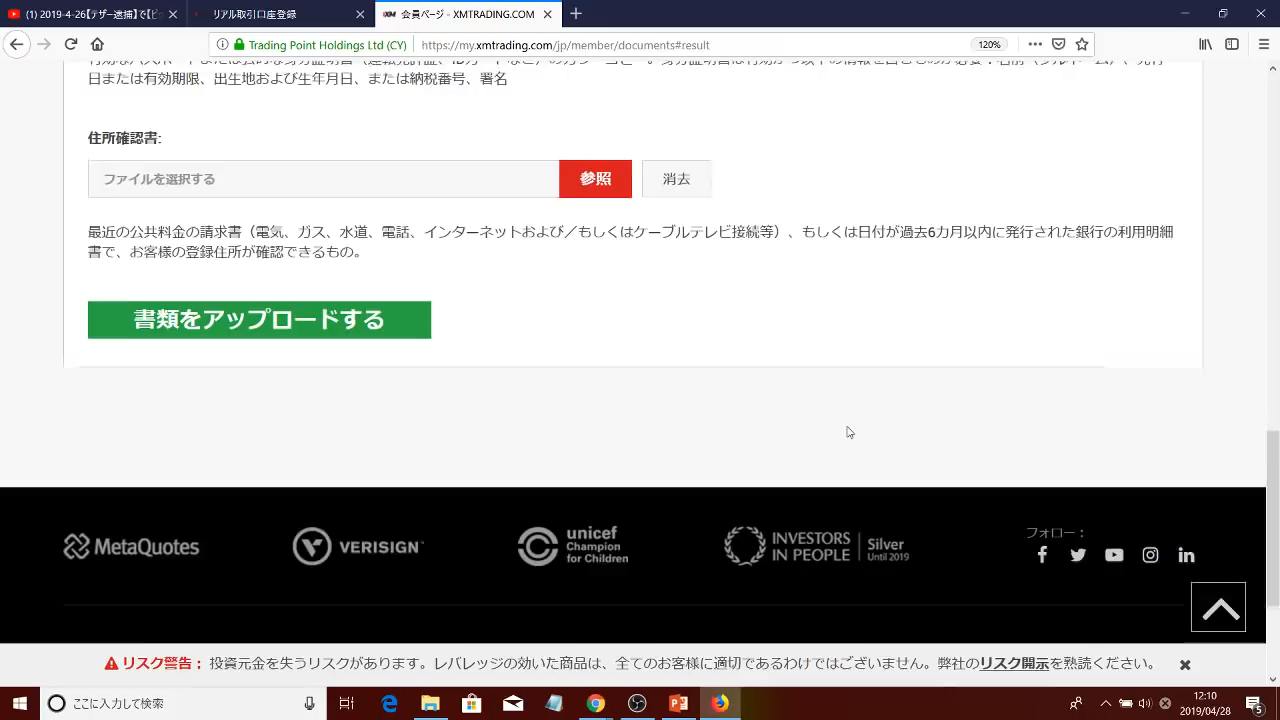 (1) 2019-4-26【テザー逮捕】で【ビ
リアル取引口座登録
会員ページ - XMTRADING.COM
Trading Point Holdings Ltd (CY)
https://my.xmtrading.com/jp/member/documents#result
120%
日または有効期限、出生地および生年月日、または納税番号、署名
住所確認書:
ファイルを選択する
参照
消去
最近の公共料金の請求書（電気、ガス、水道、電話、インターネットおよび／もしくはケーブルテレビ接続等）、もしくは日付が過去6カ月以内に発行された銀行の利用明細
書で、お客様の登録住所が確認できるもの。
書類をアップロードする
MetaQuotes
VERISIGN
unicef
Champion
for Children
INVESTORS
IN PEOPLE
Silver
Until 2019
フォロー：
リスク警告： 投資元金を失うリスクがあります。レバレッジの効いた商品は、全てのお客様に適切であるわけではございません。弊社のリスク開示を熟読ください。
ここに入力して検索
12:10
2019/04/28
5